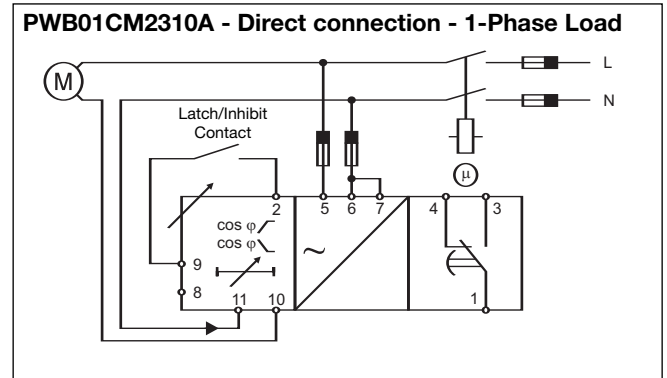 PWB01CM2310A - Direct connection - 1-Phase Load
M
L
N
Latch/Inhibit
Contact
μ
2
5
6
7
4
3
cos φ
cos φ
~
9
8
11
10
1